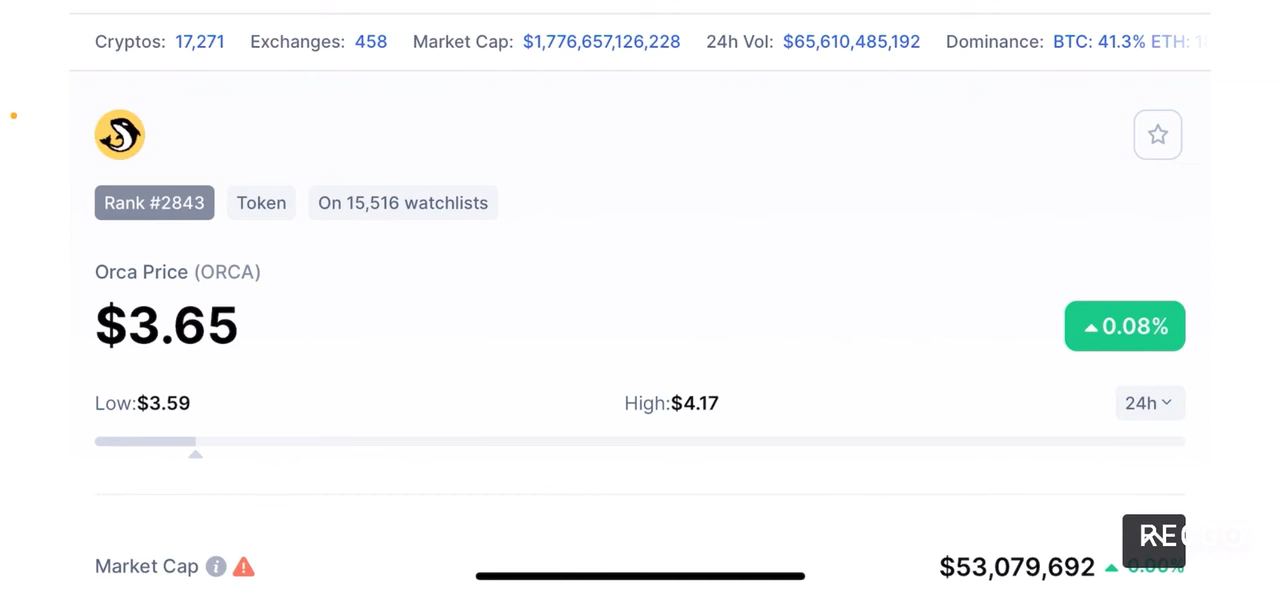 Cryptos: 17,271 Exchanges: 458 Market Cap: $1,776,657,126,228 24h Vol: $65,610,485,192 Dominance: BTC: 41.3% ETH:
Rank #2843 Token On 15,516 watchlists
Orca Price (ORCA)
$3.65 0.08%
Low:$3.59 High:$4.17 24h
Market Cap $53,079,692